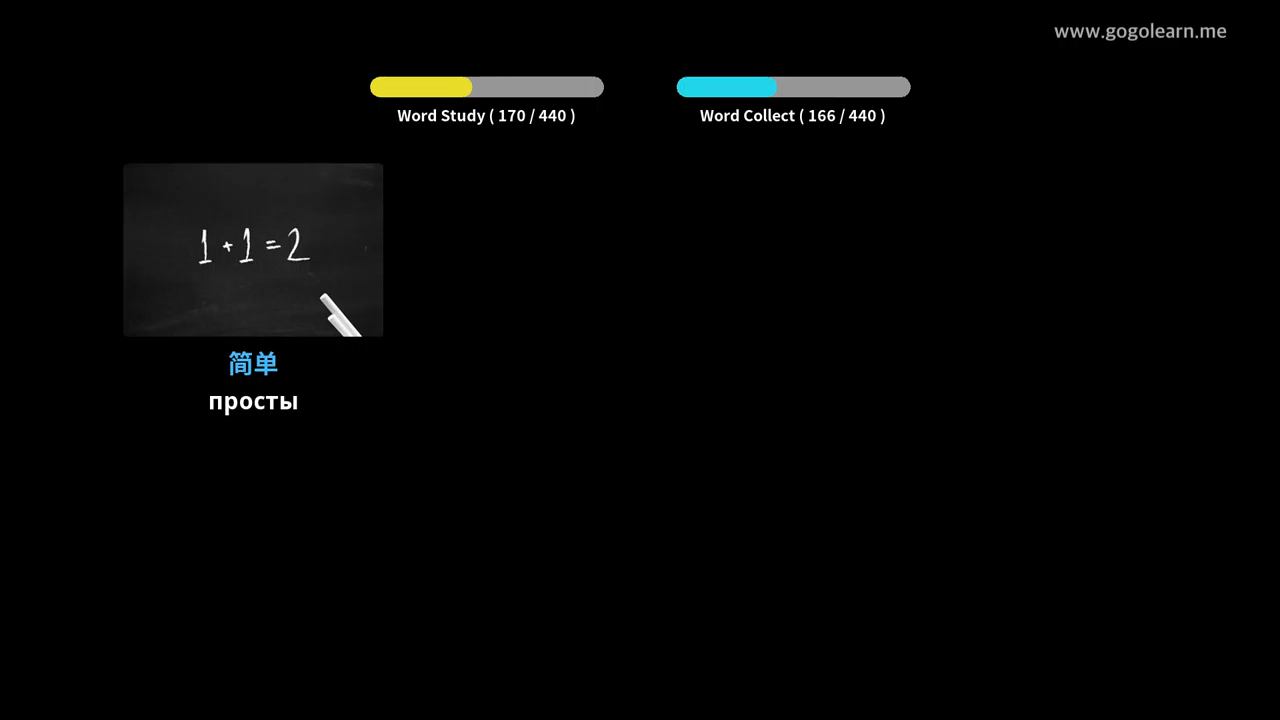 www.gogolearn.me
Word Study ( 170 / 440 )
Word Collect ( 166 / 440 )
1 + 1 = 2
简单
просты